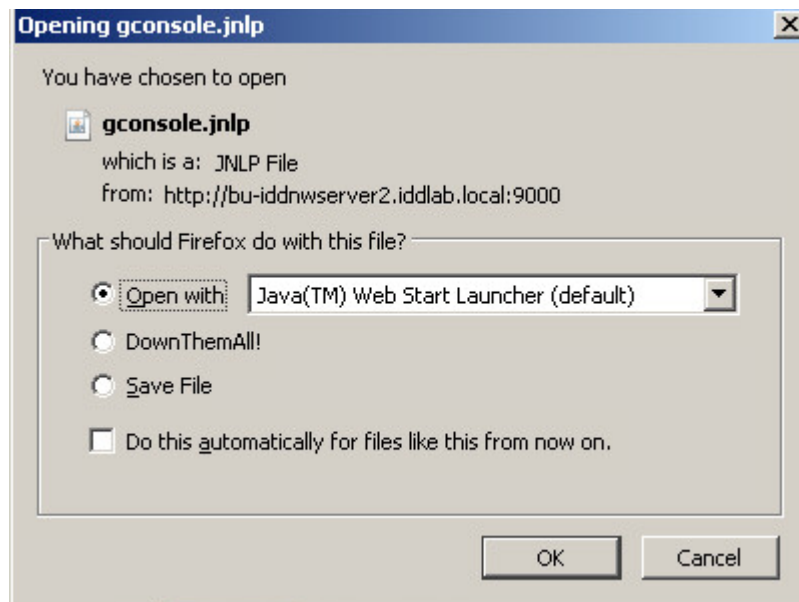 Opening gconsole.jnlp
You have chosen to open
gconsole.jnlp
which is a: JNLP File
from: http://bu-iddnwserver2.iddlab.local:9000
What should Firefox do with this file?
Open with Java(TM) Web Start Launcher (default)
DownThemAll!
Save File
Do this automatically for files like this from now on.
OK Cancel